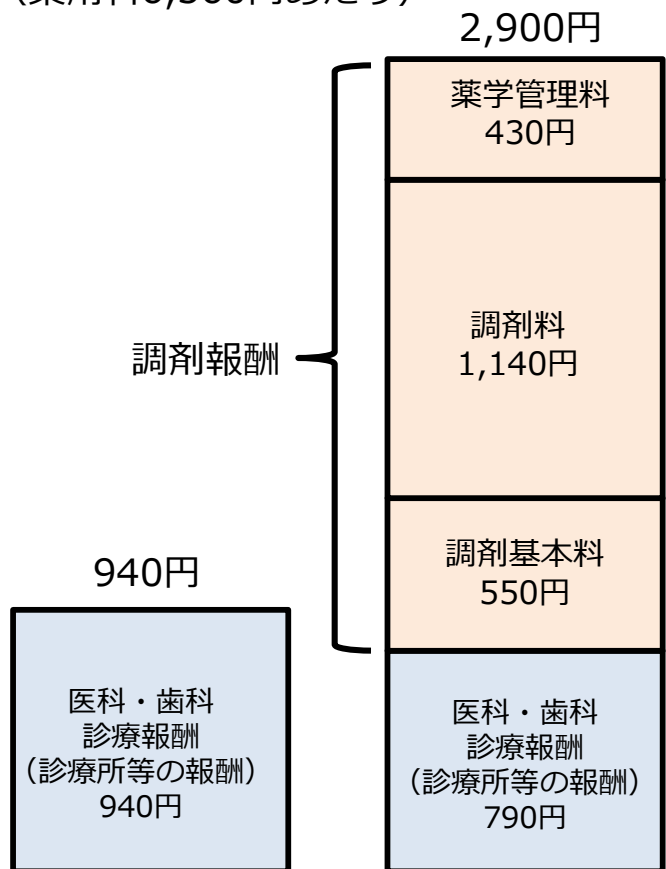 円あたり）
2,900円
薬学管理料
430円
調剤料
1,140円
調剤報酬
調剤基本料
550円
940円
医科・歯科
診療報酬
（診療所等の報酬）
940円
医科・歯科
診療報酬
（診療所等の報酬）
790円